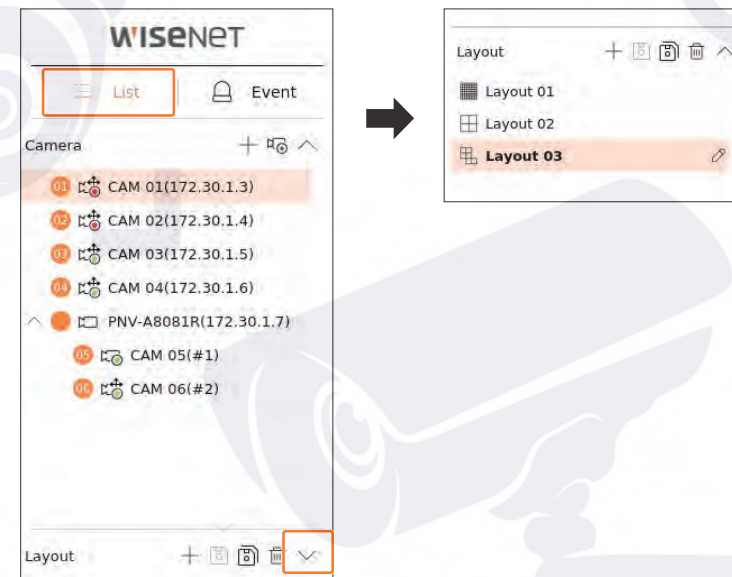 WISENET
List
Event
Camera
01 CAM 01(172.30.1.3)
02 CAM 02(172.30.1.4)
03 CAM 03(172.30.1.5)
04 CAM 04(172.30.1.6)
PNV-A8081R(172.30.1.7)
05 CAM 05(#1)
06 CAM 06(#2)
Layout
Layout
Layout 01
Layout 02
Layout 03